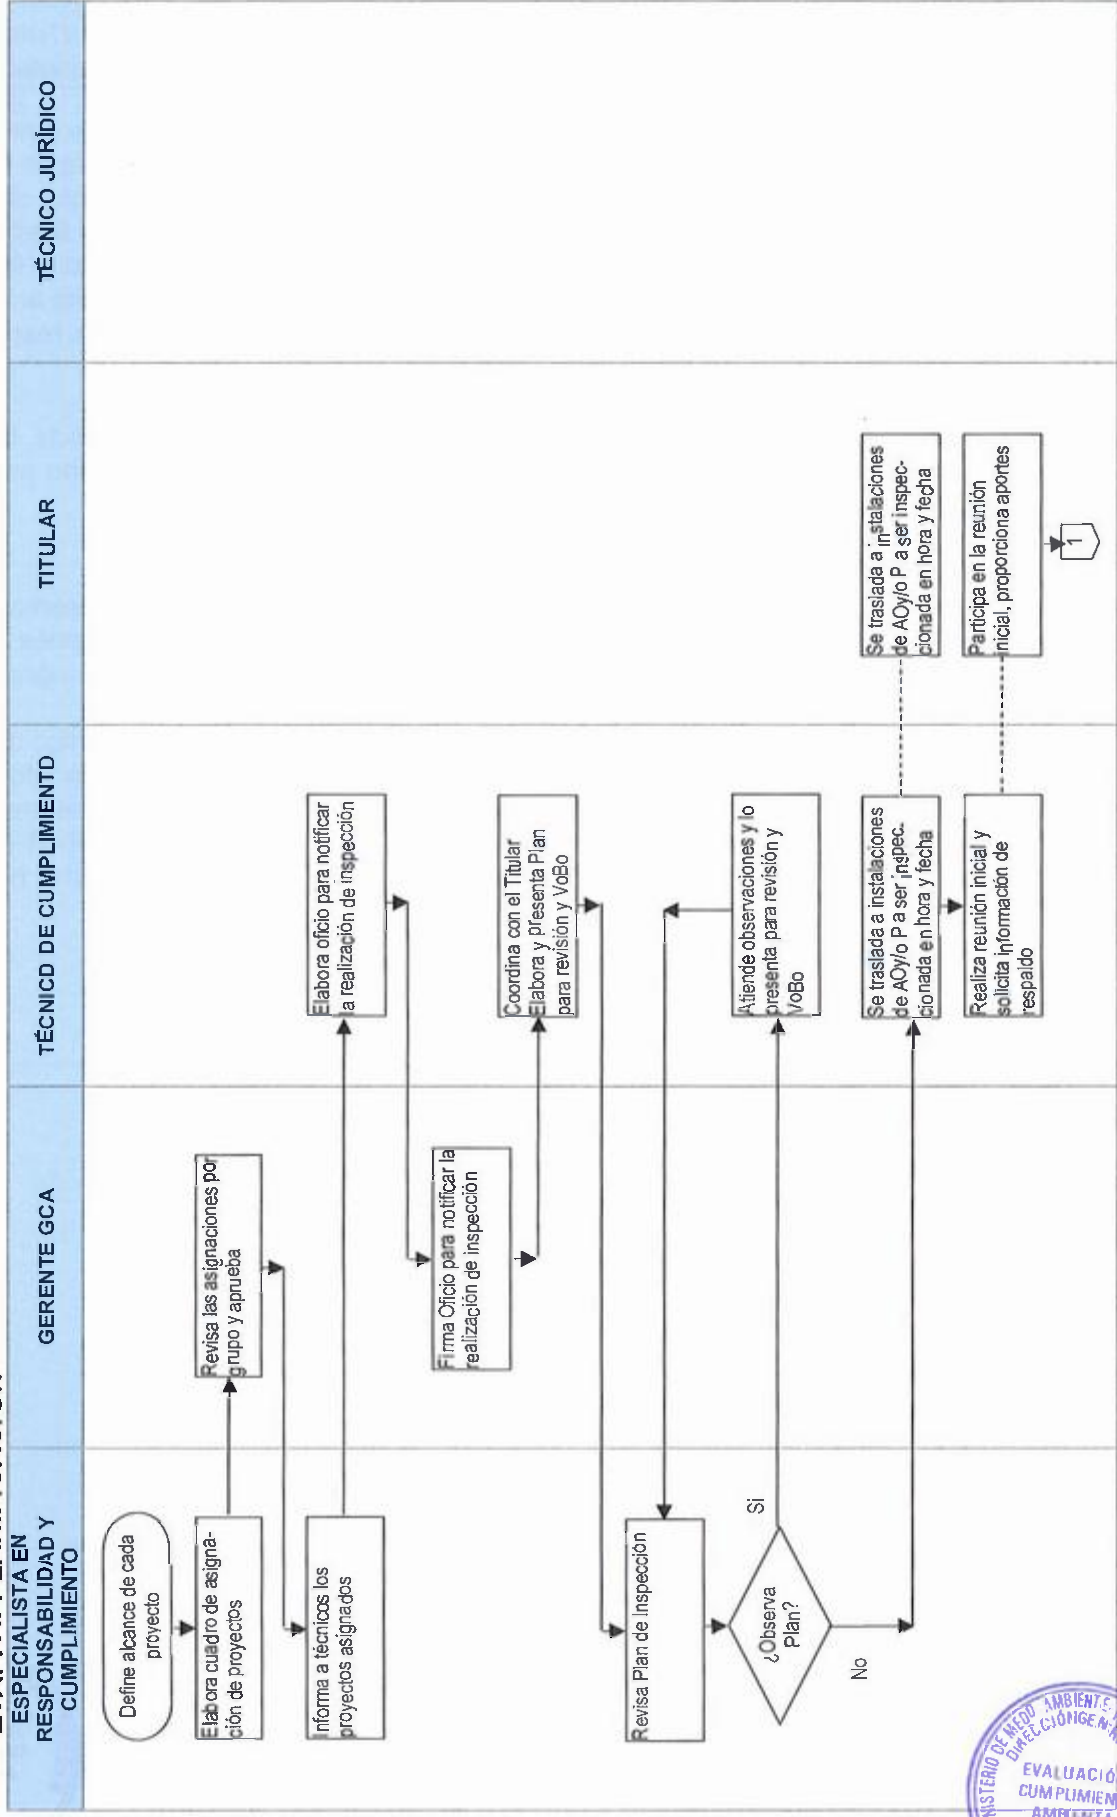 ESPECIALISTA EN
RESPONSABILIDAD Y
CUMPLIMIENTO
GERENTE GCA
TÉCNICO DE CUMPLIMIENTO
TITULAR
TÉCNICO JURÍDICO
Define alcance de cada
proyecto
Elabora cuadro de asigna-
ción de proyectos
Revisa las asignaciones por
grupo y aprueba
Informa a técnicos los
proyectos asignados
Elabora oficio para notificar
la realización de inspección
Firma Oficio para notificar la
realización de inspección
Coordina con el Titular
Elabora y presenta Plan
para revisión y VoBo
Revisa Plan de Inspección
¿Observa
Plan?
Si
No
Atiende observaciones y lo
presenta para revisión y
VoBo
Se traslada a instalaciones
de AOy/o P a ser inspec.
cionada en hora y fecha
Se traslada a instalaciones
de AOy/o P a ser inspec-
cionada en hora y fecha
Realiza reunión inicial y
solicita información de
respaldo
Participa en la reunión
inicial, proporciona aportes
1
EVALUACIÓ
CUMPLIMIEN